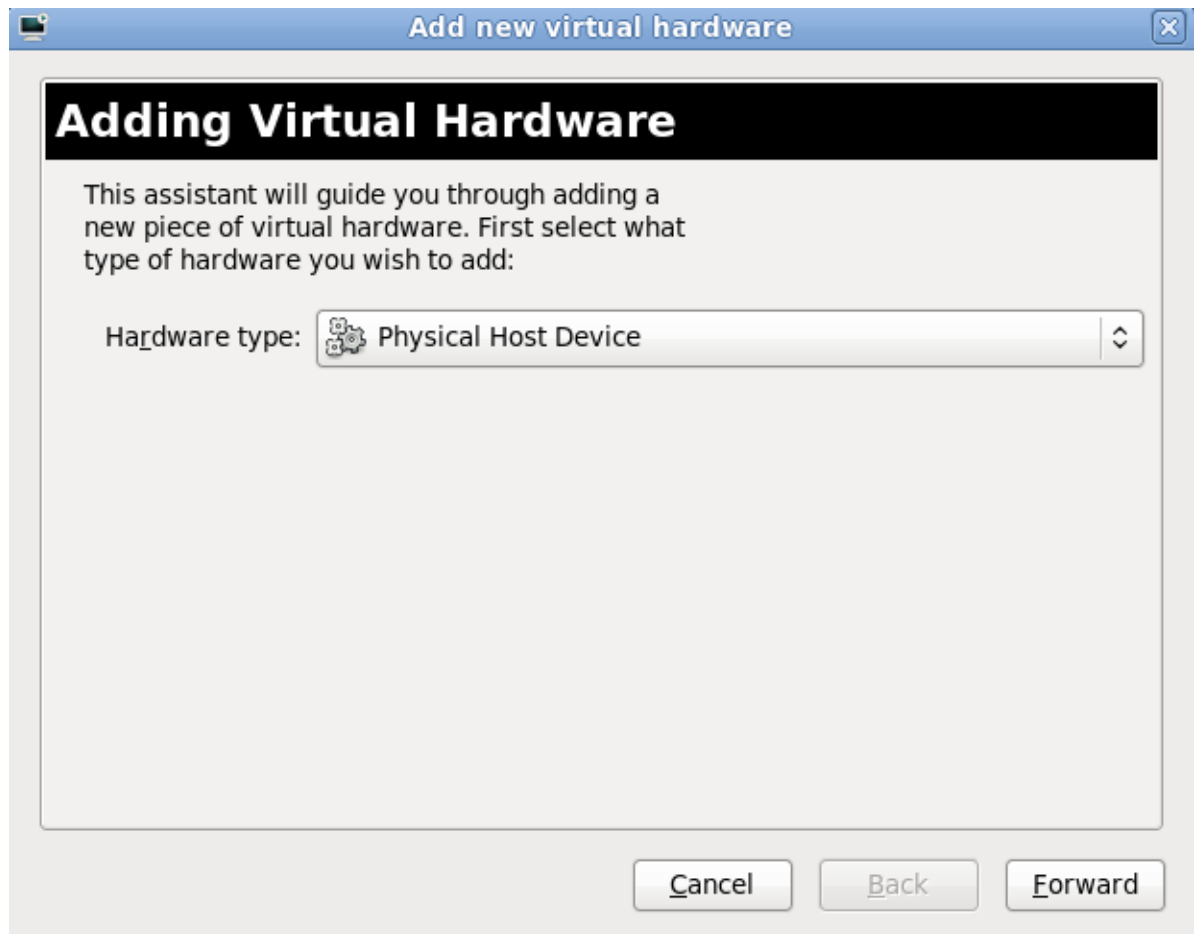 Add new virtual hardware
Adding Virtual Hardware
This assistant will guide you through adding a
new piece of virtual hardware. First select what
type of hardware you wish to add:
Hardware type: Physical Host Device
Cancel Back Forward